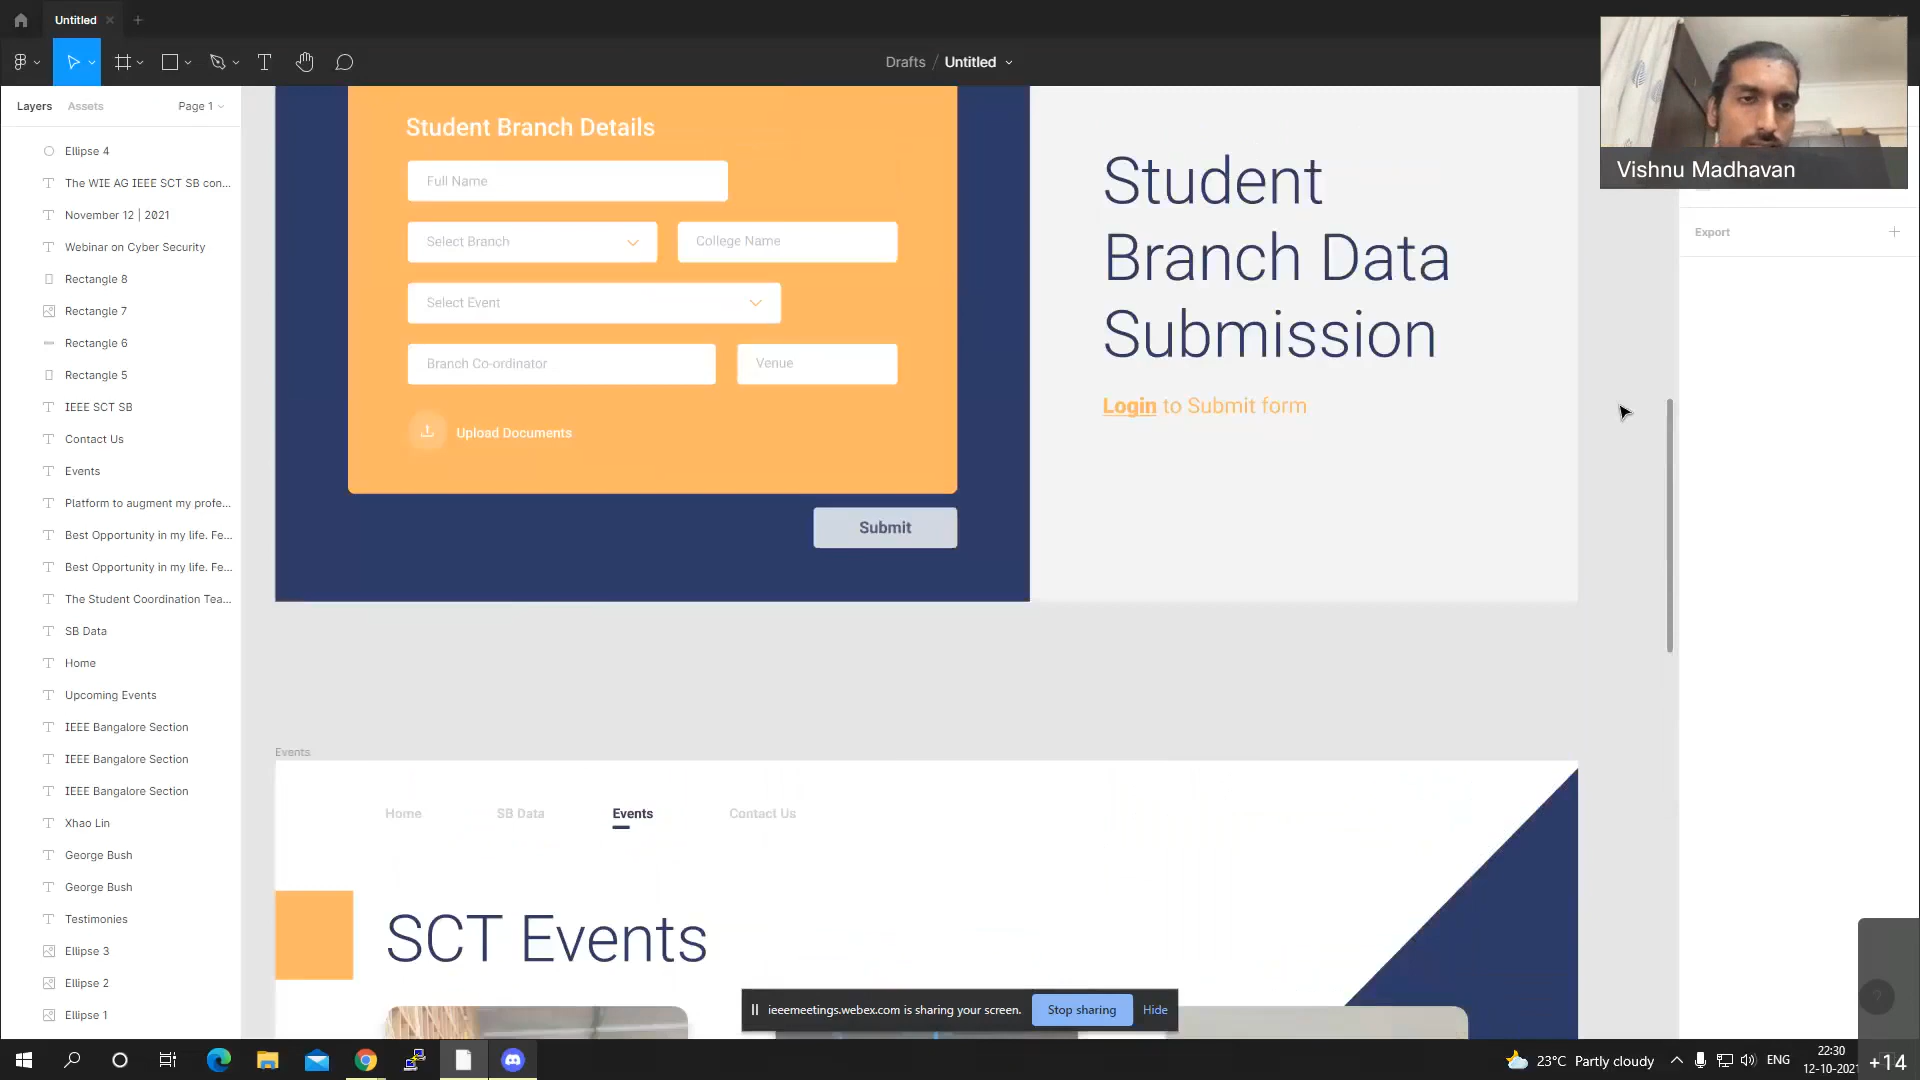 Untitled
Drafts / Untitled
Vishnu Madhavan
Layers
Assets
Page 1
Ellipse 4
The WIE AG IEEE SCT SB con...
November 12 | 2021
Webinar on Cyber Security
Rectangle 8
Rectangle 7
Rectangle 6
Rectangle 5
IEEE SCT SB
Contact Us
Events
Platform to augment my profe...
Best Opportunity in my life. Fe...
Best Opportunity in my life. Fe...
The Student Coordination Tea...
SB Data
Home
Upcoming Events
IEEE Bangalore Section
IEEE Bangalore Section
IEEE Bangalore Section
Xhao Lin
George Bush
George Bush
Testimonies
Ellipse 3
Ellipse 2
Ellipse 1
Student Branch Details
Full Name
Select Branch
College Name
Select Event
Branch Co-ordinator
Venue
Upload Documents
Submit
Student
Branch Data
Submission
Login to Submit form
Export
Events
Home
SB Data
Events
Contact Us
SCT Events
ieeemeetings.webex.com is sharing your screen.
Stop sharing
Hide
23°C Partly cloudy
ENG
22:30
12-10-2021
+14